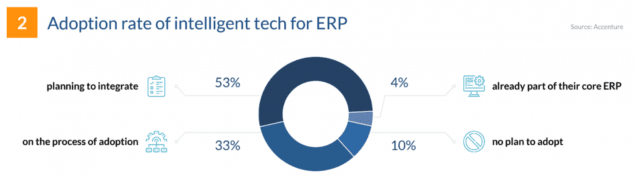 2 Adoption rate of intelligent tech for ERP
Source: Accenture
planning to integrate 53% 4% already part of their core ERP
on the process of adoption 33% 10% no plan to adopt